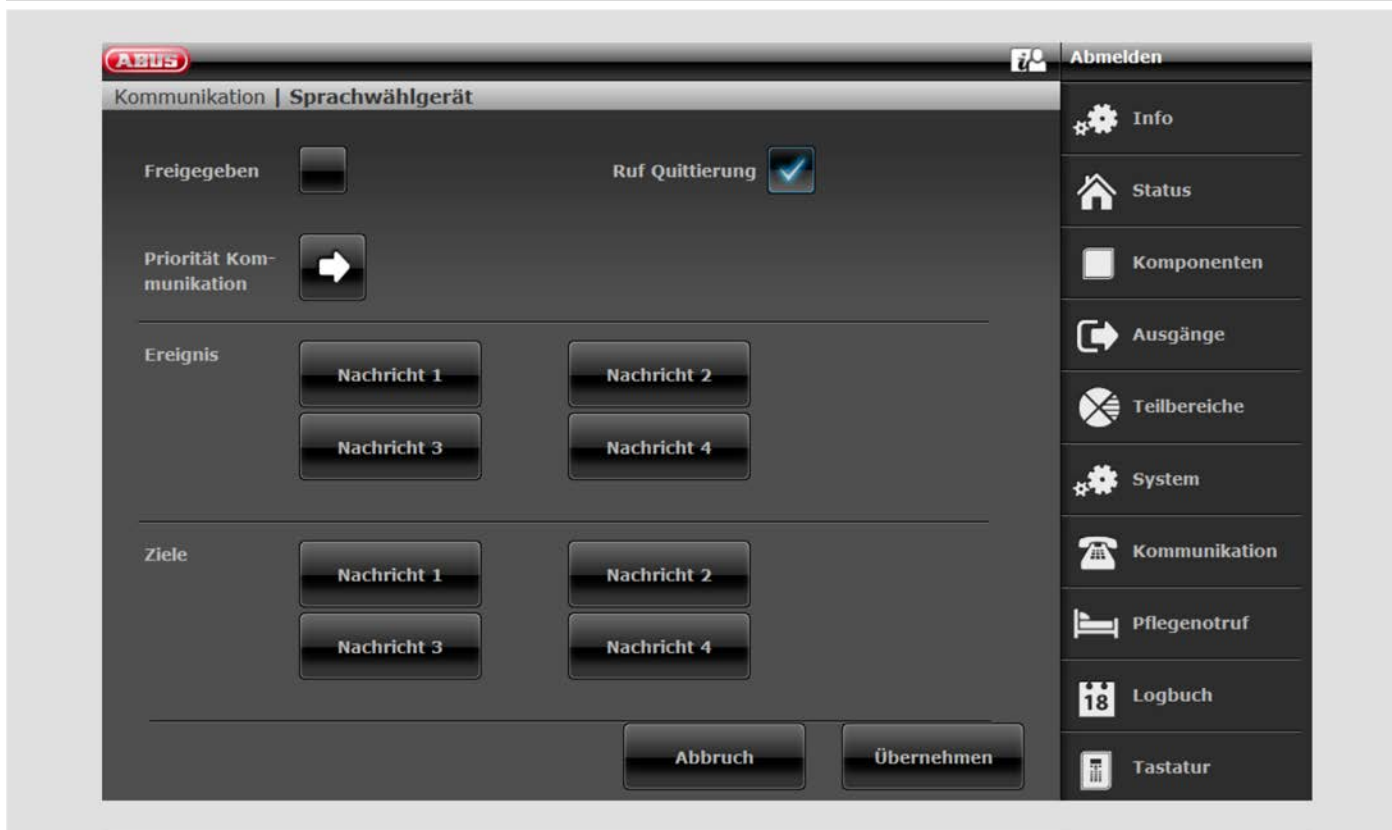 ABUS
Abmelden
Kommunikation | Sprachwählgerät
Freigegeben
Ruf Quittierung
Priorität Kom-
munikation
Ereignis
Nachricht 1
Nachricht 2
Nachricht 3
Nachricht 4
Ziele
Nachricht 1
Nachricht 2
Nachricht 3
Nachricht 4
Abbruch
Übernehmen
Info
Status
Komponenten
Ausgänge
Teilbereiche
System
Kommunikation
Pflegenotruf
18
Logbuch
Tastatur